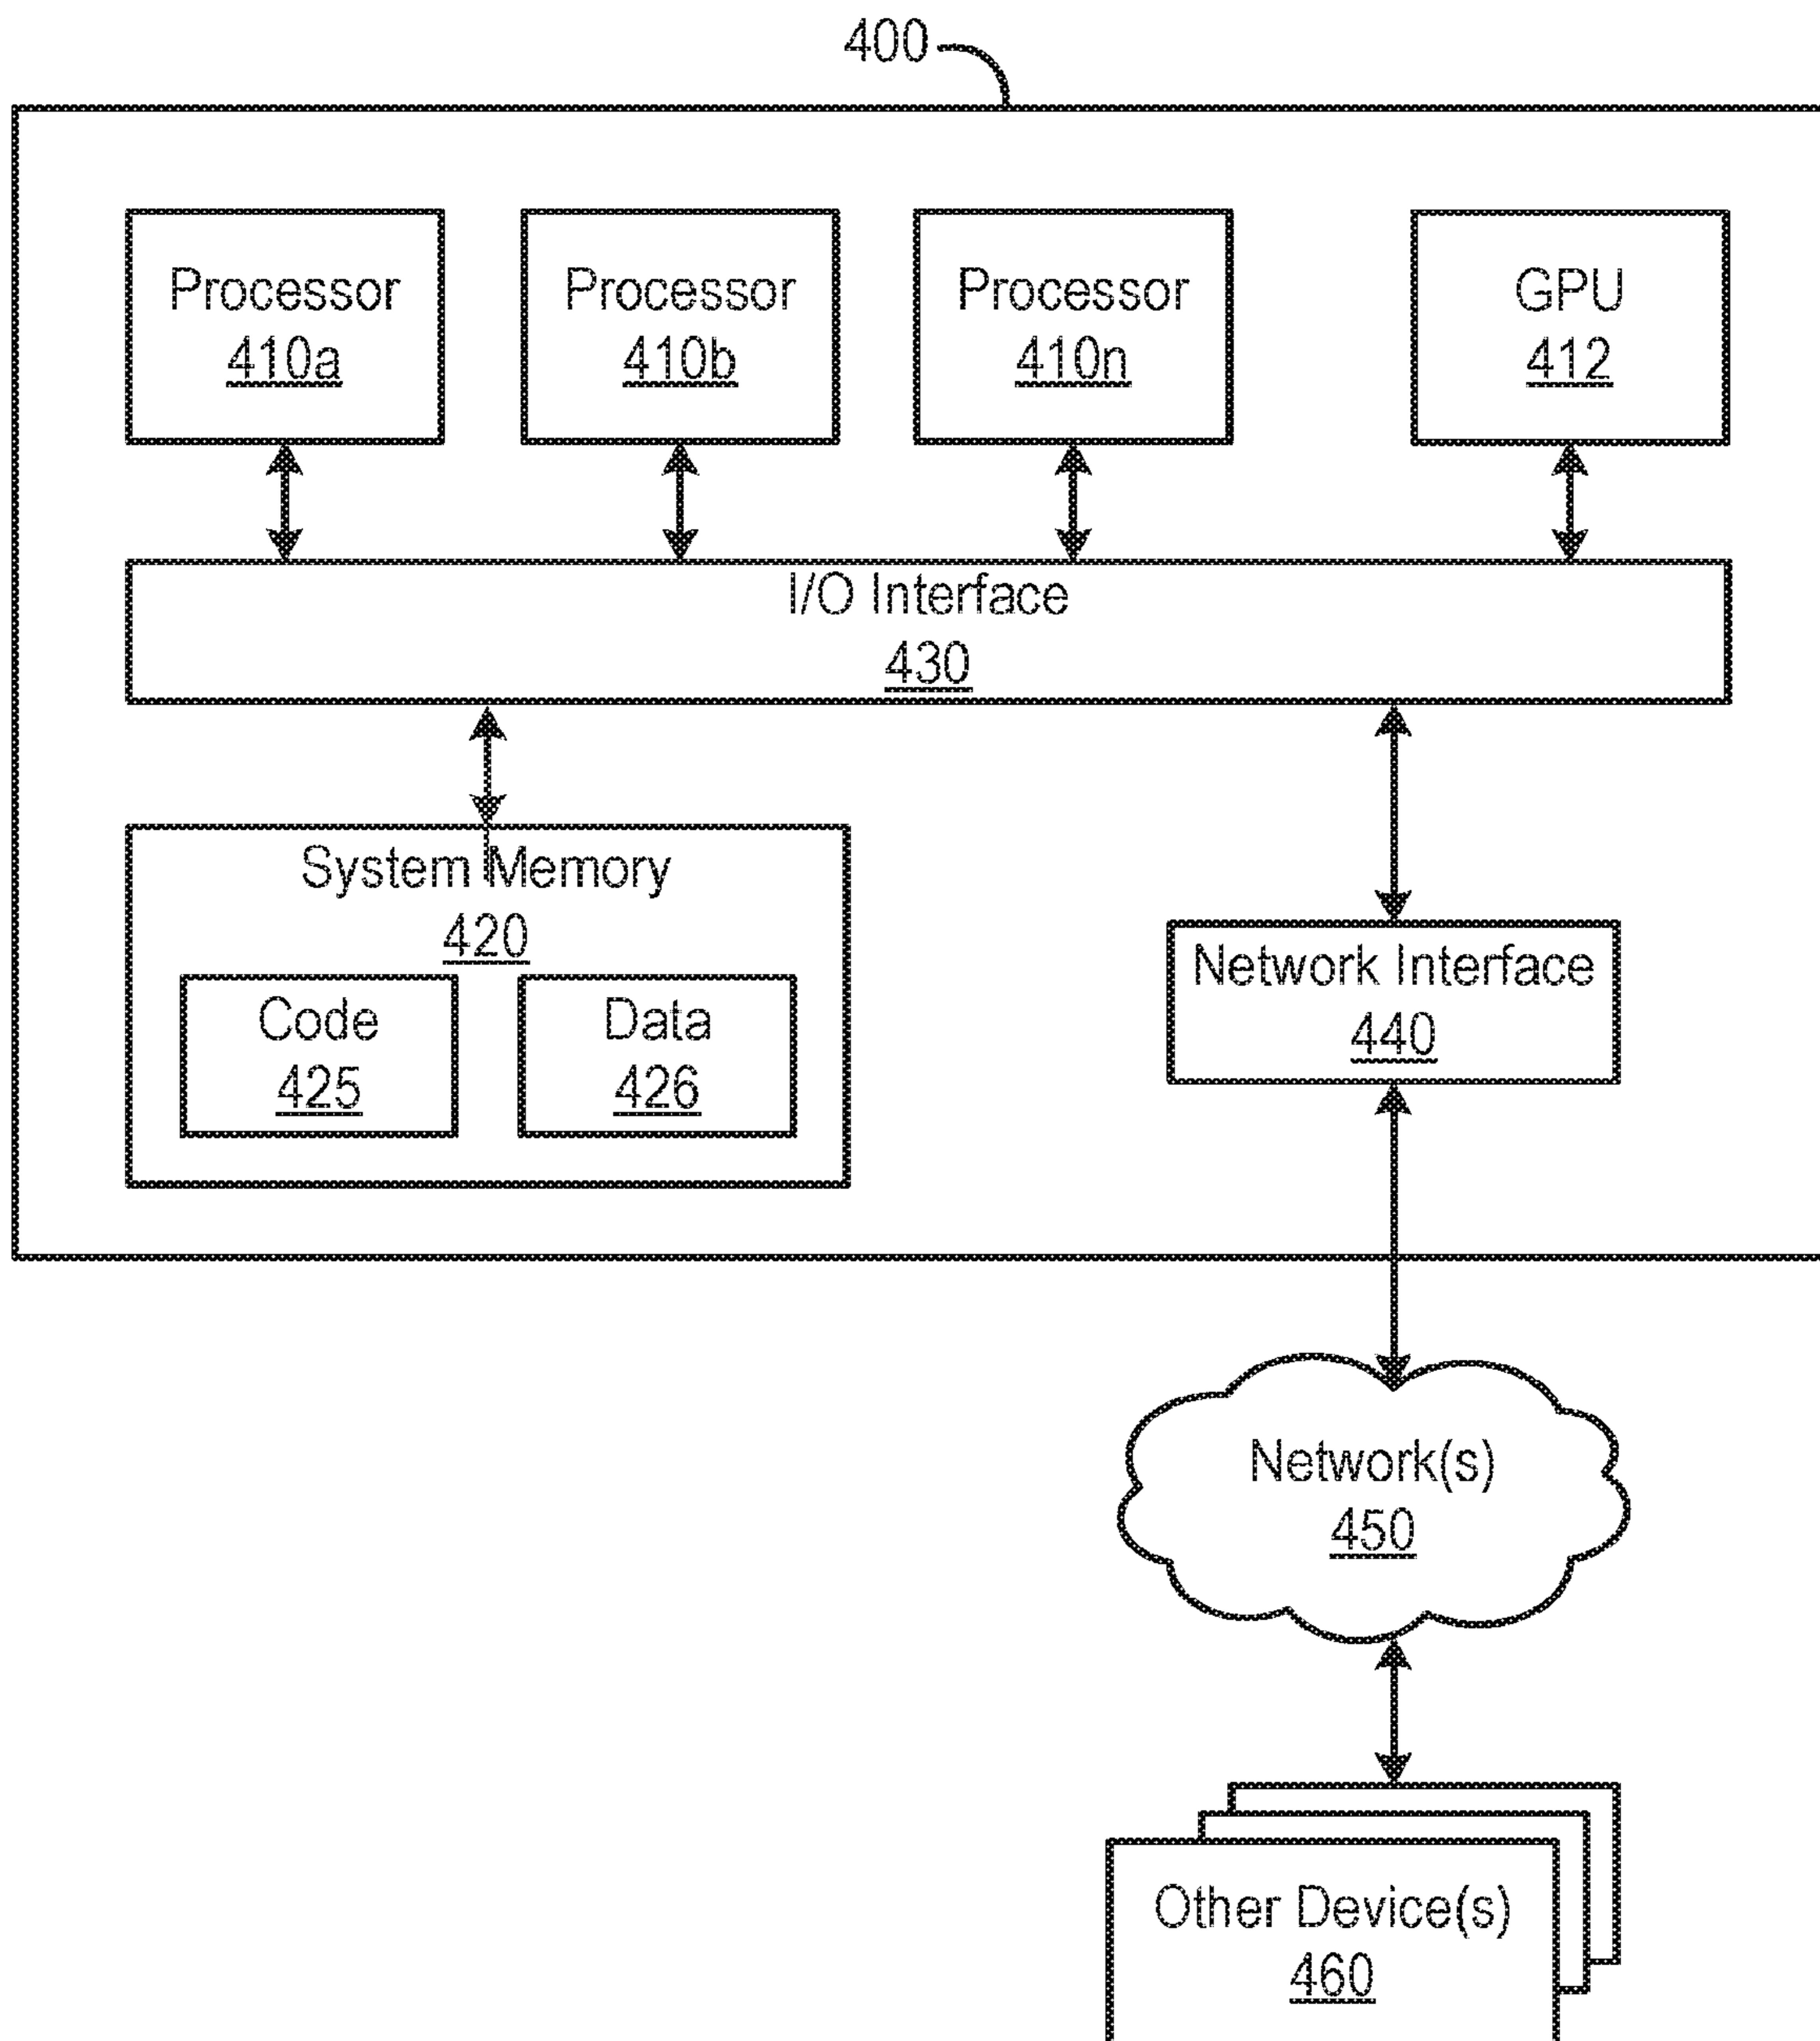 400
Processor
410a
Processor
410b
Processor
410n
GPU
412
I/O Interface
430
System Memory
420
Code
425
Data
426
Network Interface
440
Network(s)
450
Other Device(s)
460